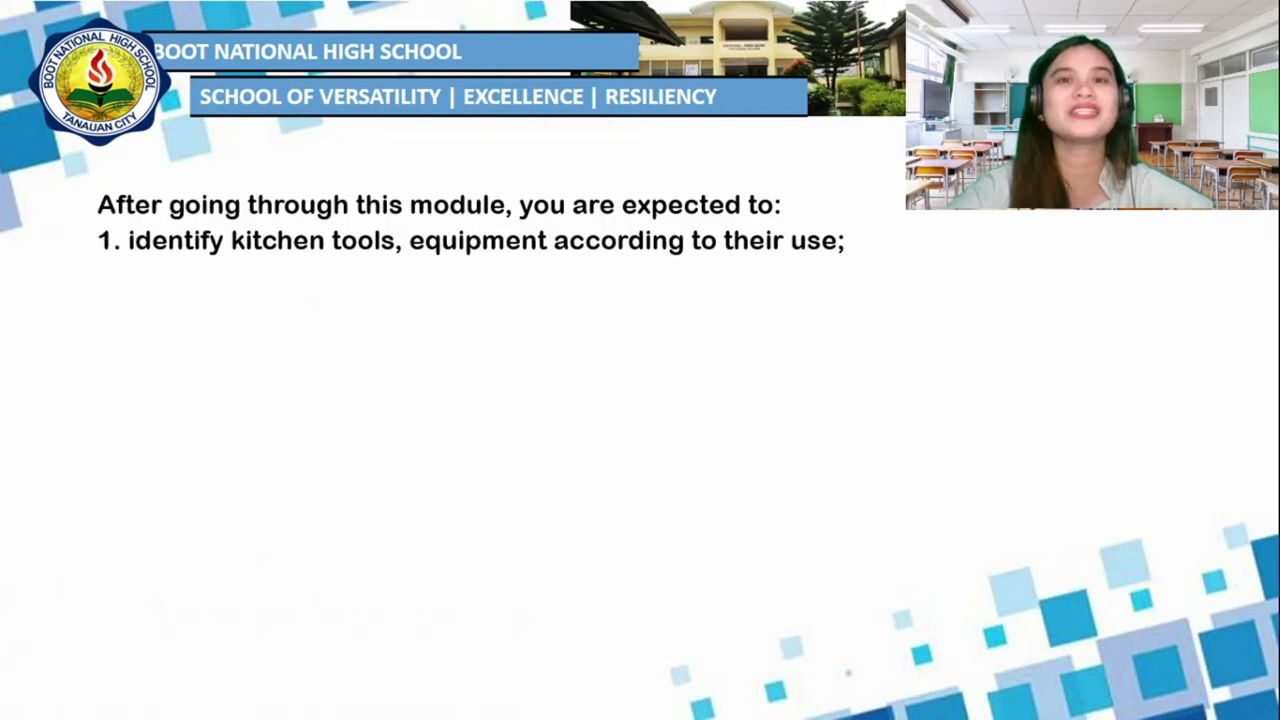 BOOT NATIONAL HIGH SCHOOL
TANAUAN CITY
BOOT NATIONAL HIGH SCHOOL
SCHOOL OF VERSATILITY | EXCELLENCE | RESILIENCY
After going through this module, you are expected to:
1. identify kitchen tools, equipment according to their use;